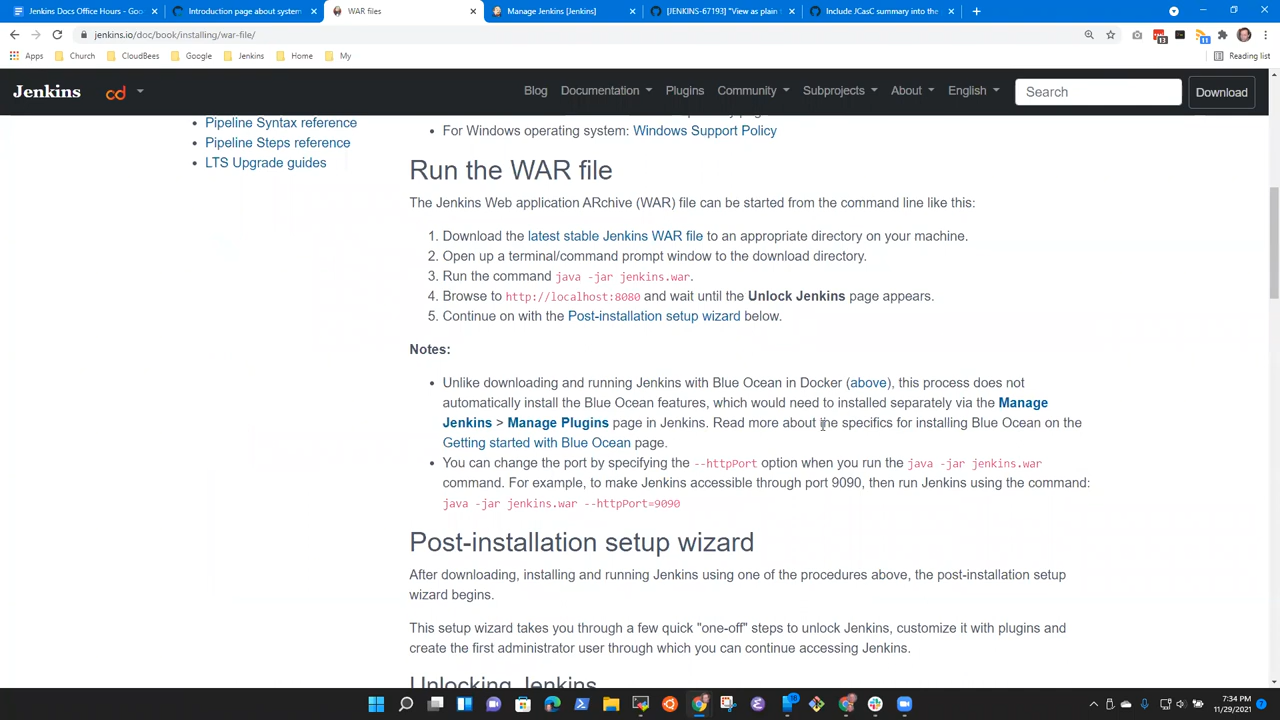 Jenkins Docs Office Hours - Goo
Introduction page about system
WAR files
Manage Jenkins [Jenkins]
[JENKINS-67193] "View as plain
Include JCasC summary into the
jenkins.io/doc/book/installing/war-file/
13
11
Apps
Church
CloudBees
Google
Jenkins
Home
My
Reading list
Jenkins
cd
Blog
Documentation
Plugins
Community
Subprojects
About
English
Search
Download
Pipeline Syntax reference
Pipeline Steps reference
LTS Upgrade guides
For Windows operating system: Windows Support Policy
Run the WAR file
The Jenkins Web application ARchive (WAR) file can be started from the command line like this:
1. Download the latest stable Jenkins WAR file to an appropriate directory on your machine.
2. Open up a terminal/command prompt window to the download directory.
3. Run the command java -jar jenkins.war.
4. Browse to http://localhost:8080 and wait until the Unlock Jenkins page appears.
5. Continue on with the Post-installation setup wizard below.
Notes:
Unlike downloading and running Jenkins with Blue Ocean in Docker (above), this process does not
automatically install the Blue Ocean features, which would need to installed separately via the Manage
Jenkins > Manage Plugins page in Jenkins. Read more about the specifics for installing Blue Ocean on the
Getting started with Blue Ocean page.
You can change the port by specifying the --httpPort option when you run the java -jar jenkins.war
command. For example, to make Jenkins accessible through port 9090, then run Jenkins using the command:
java -jar jenkins.war --httpPort=9090
Post-installation setup wizard
After downloading, installing and running Jenkins using one of the procedures above, the post-installation setup
wizard begins.
This setup wizard takes you through a few quick "one-off" steps to unlock Jenkins, customize it with plugins and
create the first administrator user through which you can continue accessing Jenkins.
Unlocking Jenkins
7:34 PM
11/29/2021